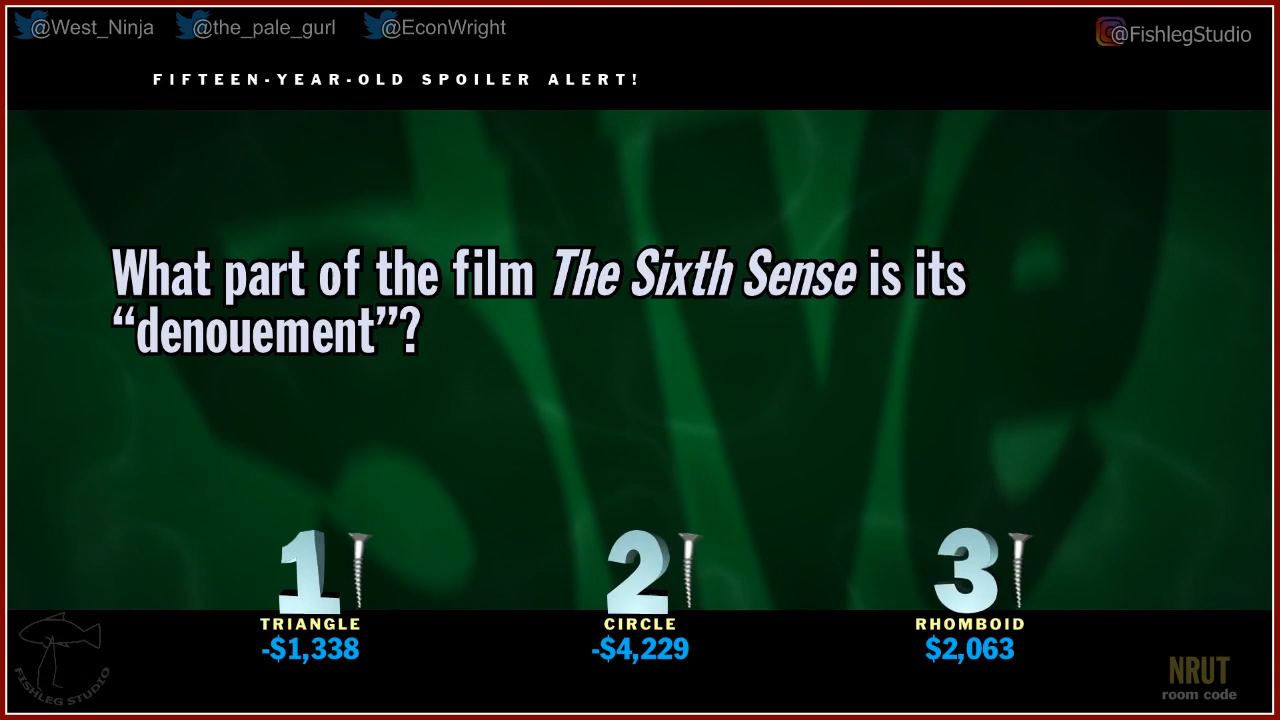 @West_Ninja @the_pale_gurl @EconWright
@FishlegStudio
FIFTEEN-YEAR-OLD SPOILER ALERT!
What part of the film The Sixth Sense is its
“denouement”?
1 2 3
TRIANGLE CIRCLE RHOMBOID
-$1,338 -$4,229 $2,063
FISHLEG STUDIO
NRUT
room code